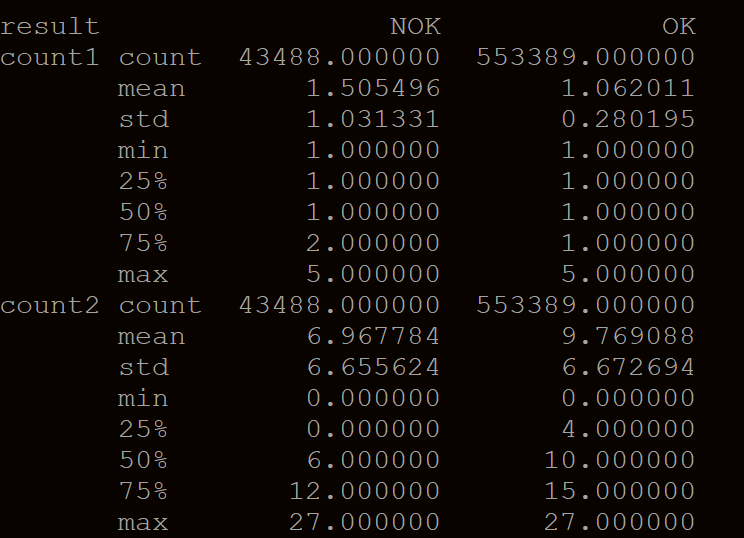 result NOK OK
count1 count 43488.000000 553389.000000
mean 1.505496 1.062011
std 1.031331 0.280195
min 1.000000 1.000000
25% 1.000000 1.000000
50% 1.000000 1.000000
75% 2.000000 1.000000
max 5.000000 5.000000
count2 count 43488.000000 553389.000000
mean 6.967784 9.769088
std 6.655624 6.672694
min 0.000000 0.000000
25% 0.000000 4.000000
50% 6.000000 10.000000
75% 12.000000 15.000000
max 27.000000 27.000000